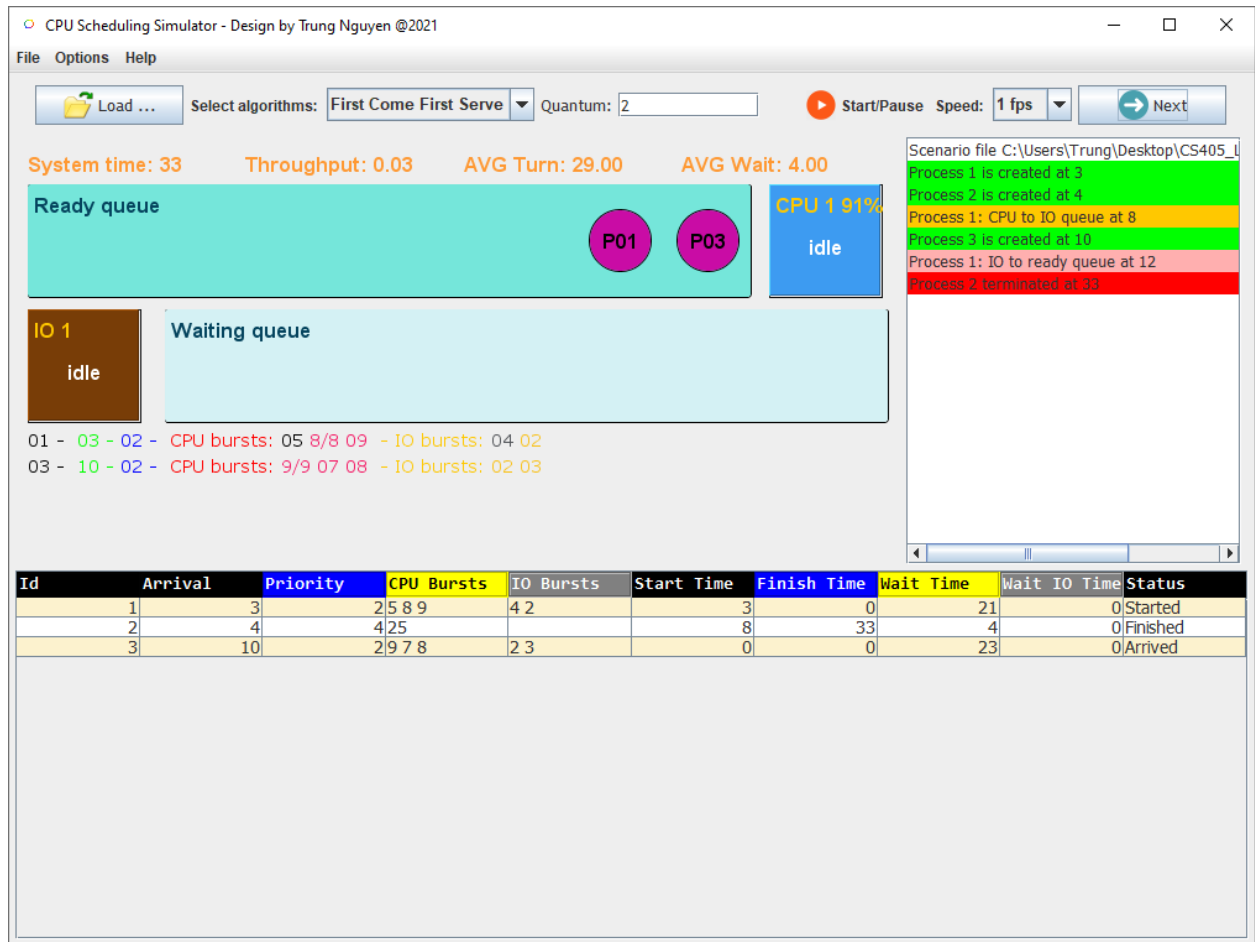 CPU Scheduling Simulator - Design by Trung Nguyen @2021
File Options Help
Load ... Select algorithms: First Come First Serve Quantum: 2 Start/Pause Speed: 1 fps Next
System time: 33 Throughput: 0.03 AVG Turn: 29.00 AVG Wait: 4.00
Ready queue
P01 P03
CPU 1 91%
idle
Scenario file C:\Users\Trung\Desktop\CS405_L
Process 1 is created at 3
Process 2 is created at 4
Process 1: CPU to IO queue at 8
Process 3 is created at 10
Process 1: IO to ready queue at 12
Process 2 terminated at 33
IO 1
idle
Waiting queue
01 - 03 - 02 - CPU bursts: 05 8/8 09 - IO bursts: 04 02
03 - 10 - 02 - CPU bursts: 9/9 07 08 - IO bursts: 02 03
Id Arrival Priority CPU Bursts IO Bursts Start Time Finish Time Wait Time Wait IO Time Status
1 3 2 5 8 9 4 2 3 0 21 0 Started
2 4 4 25 8 33 4 0 Finished
3 10 2 9 7 8 2 3 0 0 23 0 Arrived